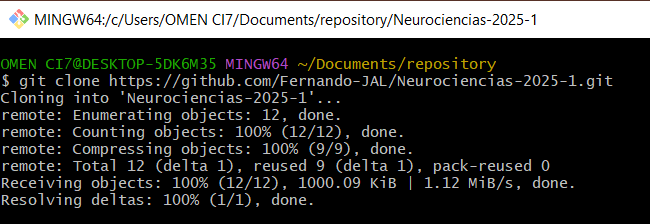 MINGW64:/c/Users/OMEN CI7/Documents/repository/Neurociencias-2025-1
OMEN CI7@DESKTOP-5DK6M35 MINGW64 ~/Documents/repository
$ git clone https://github.com/Fernando-JAL/Neurociencias-2025-1.git
Cloning into 'Neurociencias-2025-1'...
remote: Enumerating objects: 12, done.
remote: Counting objects: 100% (12/12), done.
remote: Compressing objects: 100% (9/9), done.
remote: Total 12 (delta 1), reused 9 (delta 1), pack-reused 0
Receiving objects: 100% (12/12), 1000.09 KiB | 1.12 MiB/s, done.
Resolving deltas: 100% (1/1), done.